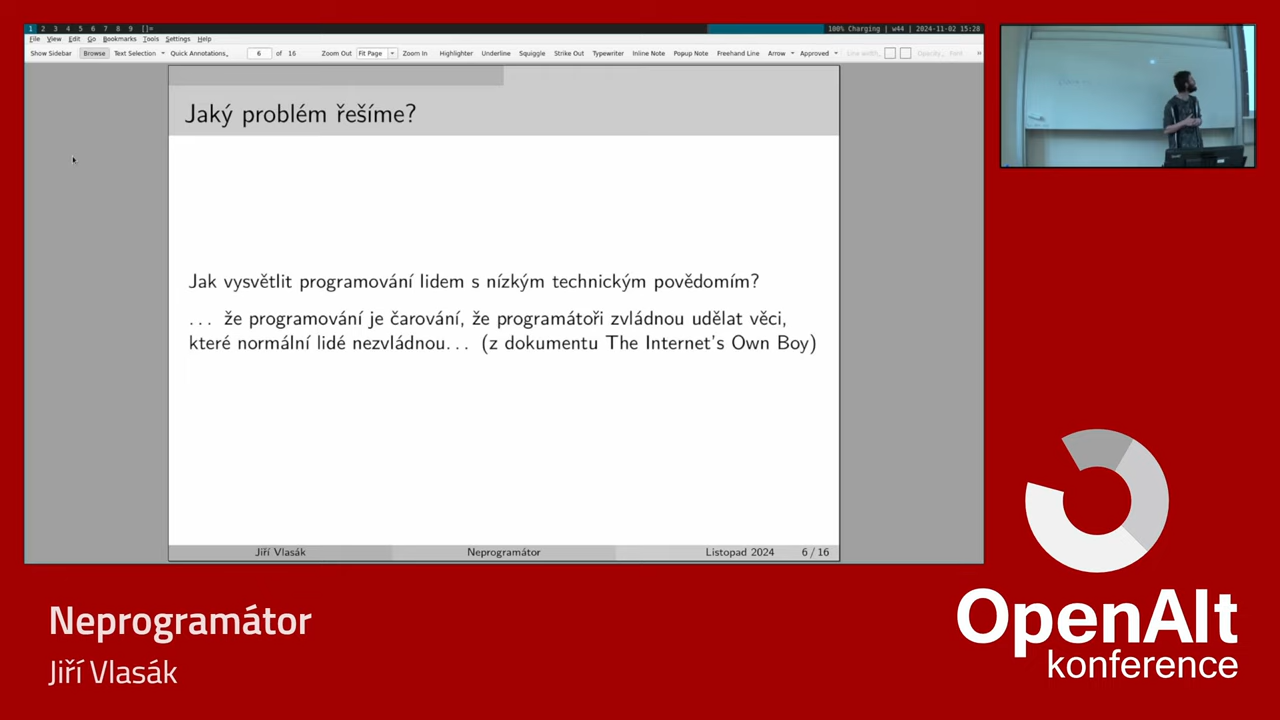 1 2 3 4 5 6 7 8 9 []=
100% Charging | w44 | 2024-11-02 15:28
File View Edit Go Bookmarks Tools Settings Help
Show Sidebar Browse Text Selection Quick Annotations 6 of 16 Zoom Out Fit Page Zoom In Highlighter Underline Squiggle Strike Out Typewriter Inline Note Popup Note Freehand Line Arrow Approved
Jaký problém řešíme?
Jak vysvětlit programování lidem s nízkým technickým povědomím?
... že programování je čarování, že programátoři zvládnou udělat věci,
které normální lidé nezvládnou... (z dokumentu The Internet's Own Boy)
Jiří Vlasák Neprogramátor Listopad 2024 6 / 16
Neprogramátor
Jiří Vlasák
OpenAlt
konference